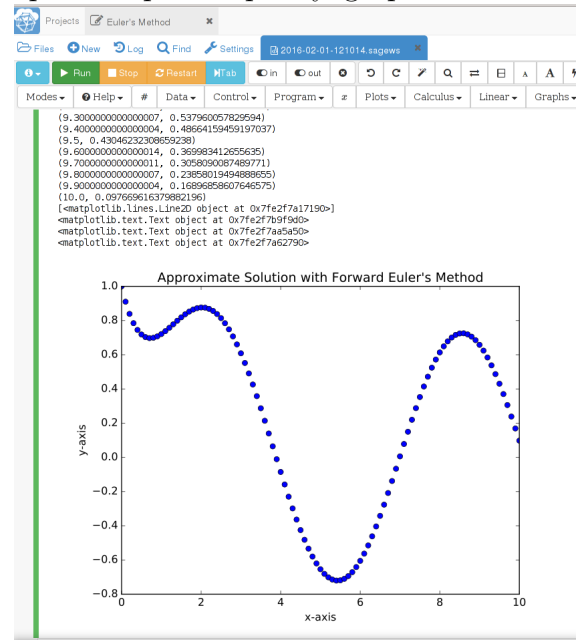 Projects Euler's Method ×
Files New Log Find Settings 2016-02-01-121014.sagews ×
Run Stop Restart Tab in out A A
Modes Help # Data Control Program x Plots Calculus Linear Graphs
(9.3000000000000007, 0.537960057829594)
(9.4000000000000004, 0.48664159459197037)
(9.5, 0.43046232308659238)
(9.6000000000000014, 0.369983412655635)
(9.7000000000000011, 0.3058090087489771)
(9.8000000000000007, 0.23858019494888655)
(9.9000000000000004, 0.16896858607646575)
(10.0, 0.097669616379882196)
[<matplotlib.lines.Line2D object at 0x7fe2f7a17190>]
<matplotlib.text.Text object at 0x7fe2f7b9f9d0>
<matplotlib.text.Text object at 0x7fe2f7aa5a50>
<matplotlib.text.Text object at 0x7fe2f7a62790>
Approximate Solution with Forward Euler's Method
1.0
0.8
0.6
0.4
0.2
0.0
−0.2
−0.4
−0.6
−0.8
y-axis
0 2 4 6 8 10
x-axis